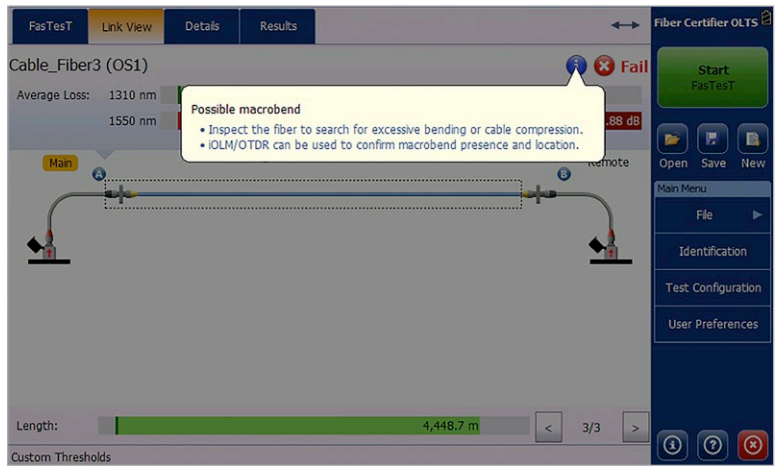 FasTesT
Link View
Details
Results
Fiber Certifier OLTS
Cable_Fiber3 (OS1)
Fail
Start
FasTesT
Average Loss:
1310 nm
1550 nm
.88 dB
Possible macrobend
• Inspect the fiber to search for excessive bending or cable compression.
• iOLM/OTDR can be used to confirm macrobend presence and location.
Open
Save
New
Main
A
B
Remote
Main Menu
File
Identification
Test Configuration
User Preferences
Length:
4,448.7 m
<
3/3
>
Custom Thresholds